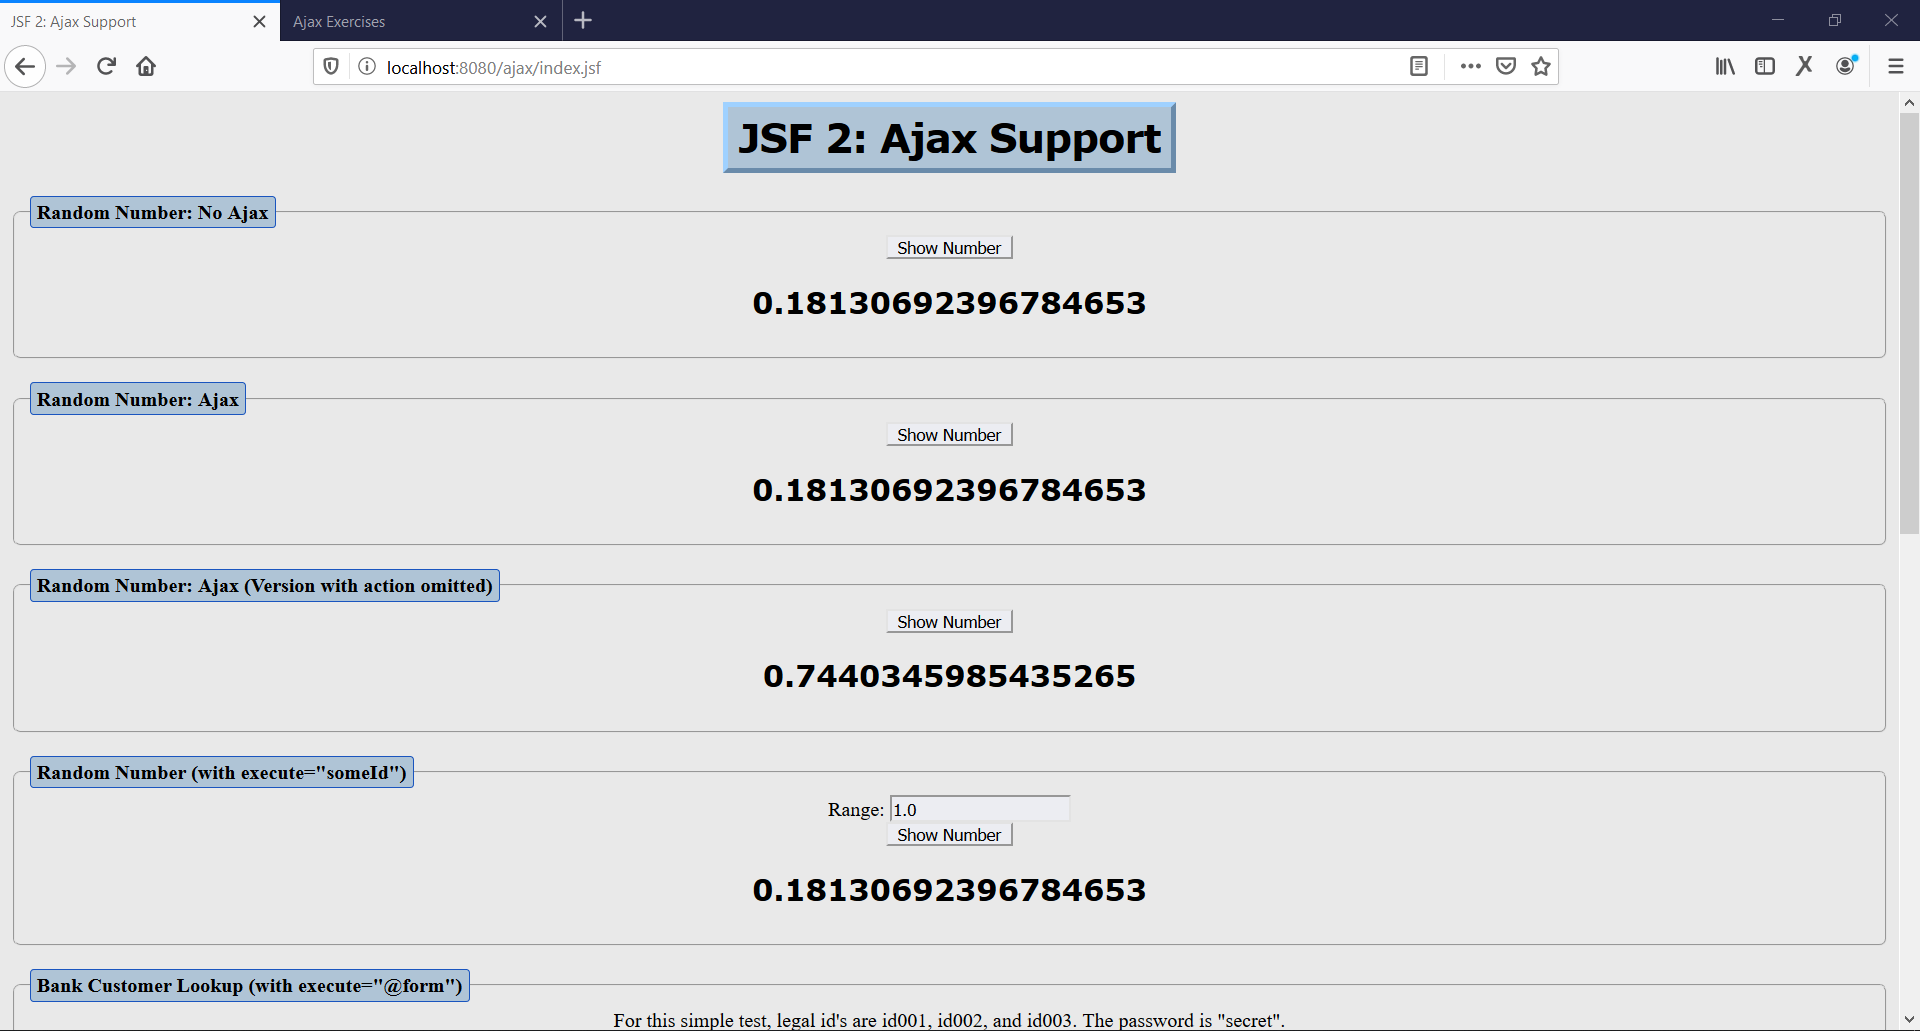 JSF 2: Ajax Support
Ajax Exercises
localhost:8080/ajax/index.jsf
JSF 2: Ajax Support
Random Number: No Ajax
Show Number
0.18130692396784653
Random Number: Ajax
Show Number
0.18130692396784653
Random Number: Ajax (Version with action omitted)
Show Number
0.7440345985435265
Random Number (with execute="someId")
Range: 1.0
Show Number
0.18130692396784653
Bank Customer Lookup (with execute="@form")
For this simple test, legal id's are id001, id002, and id003. The password is "secret".